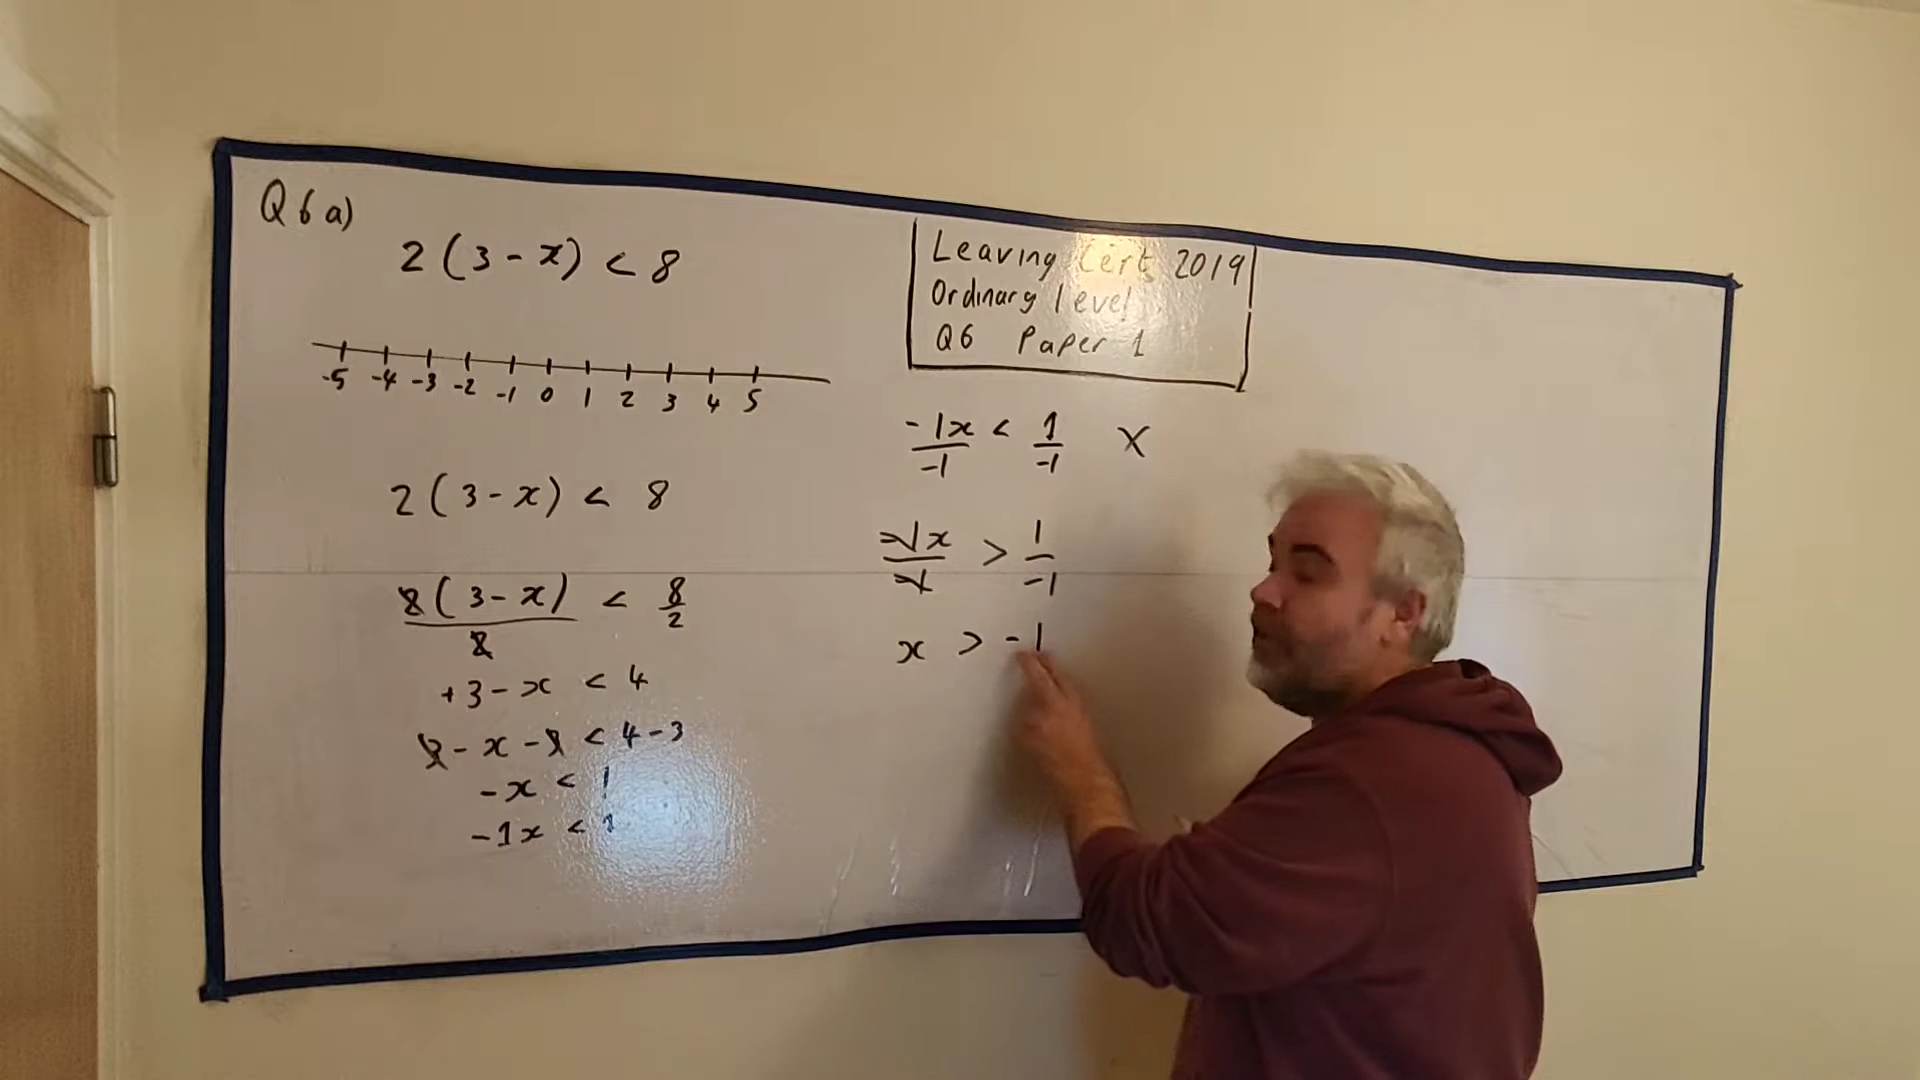 Q6a)
2(3-x) < 8
-5 -4 -3 -2 -1 0 1 2 3 4 5
2(3-x) < 8
2(3-x) < 8
2 2
+3-x < 4
3-x-3 < 4-3
-x < 1
-1x < 1
Leaving Cert 2019
Ordinary level
Q6 Paper 1
-1x < 1 X
-1 -1
-1x > 1
-1 -1
x > -1